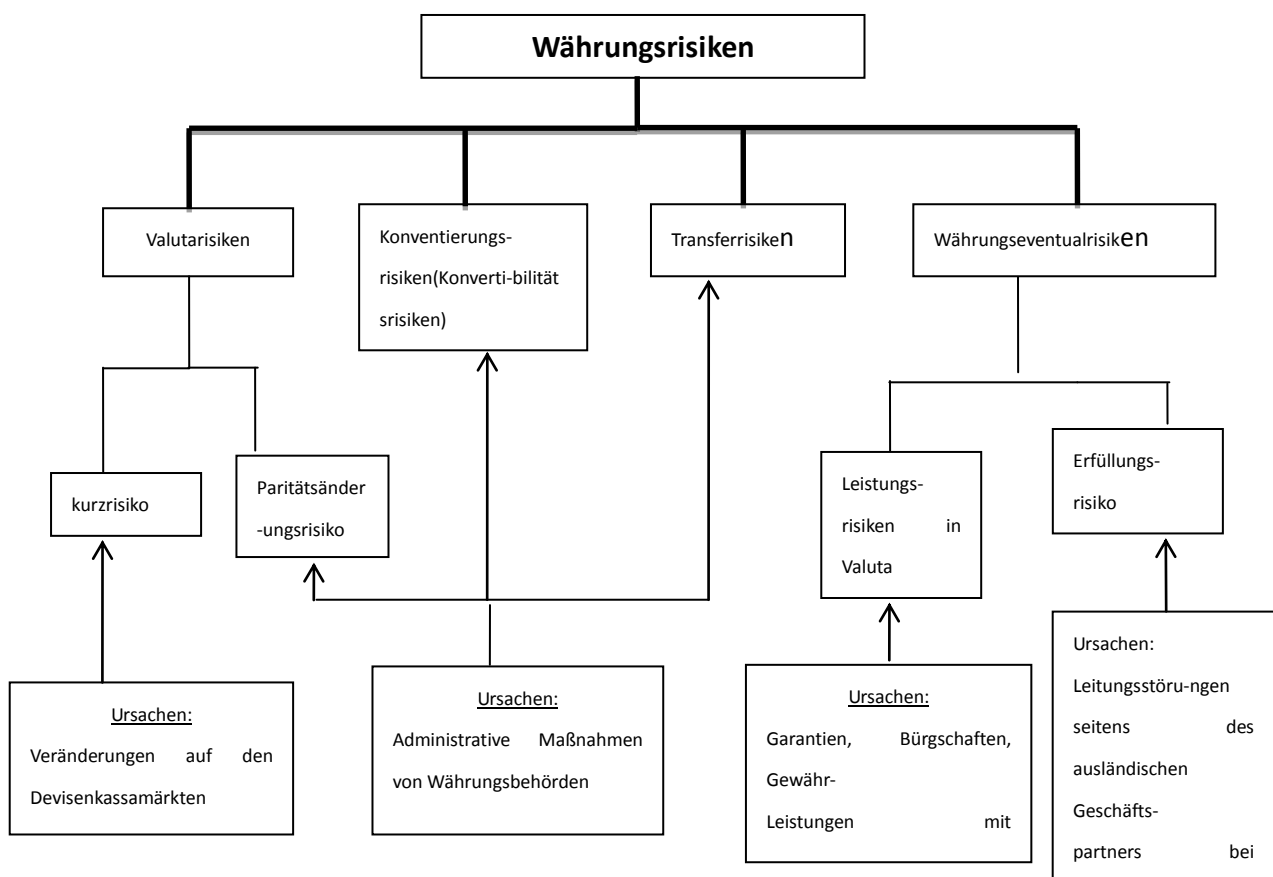 Währungsrisiken
Valutarisiken
Konventierungs-
risiken(Konverti-bilität
srisiken)
Transferrisiken
Währungseventualrisiken
kurzrisiko
Paritätsänder
-ungsrisiko
Leistungs-
risiken in
Valuta
Erfüllungs-
risiko
Ursachen:
Veränderungen auf den
Devisenkassamärkten
Ursachen:
Administrative Maßnahmen
von Währungsbehörden
Ursachen:
Garantien, Bürgschaften,
Gewähr-
Leistungen mit
Ursachen:
Leitungsstöru-ngen
seitens des
ausländischen
Geschäfts-
partners bei